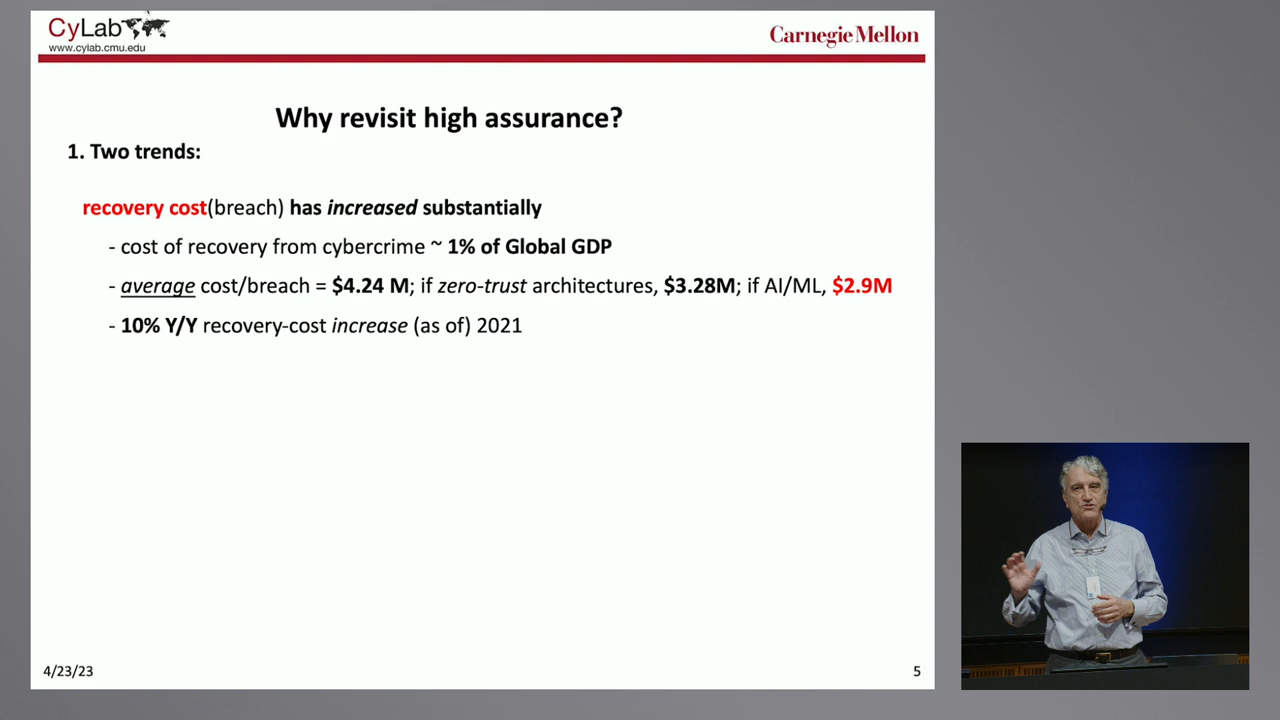 CyLab
www.cylab.cmu.edu
Carnegie Mellon
Why revisit high assurance?
1. Two trends:
recovery cost(breach) has increased substantially
- cost of recovery from cybercrime ~ 1% of Global GDP
- average cost/breach = $4.24 M; if zero-trust architectures, $3.28M; if AI/ML, $2.9M
- 10% Y/Y recovery-cost increase (as of) 2021
4/23/23
5